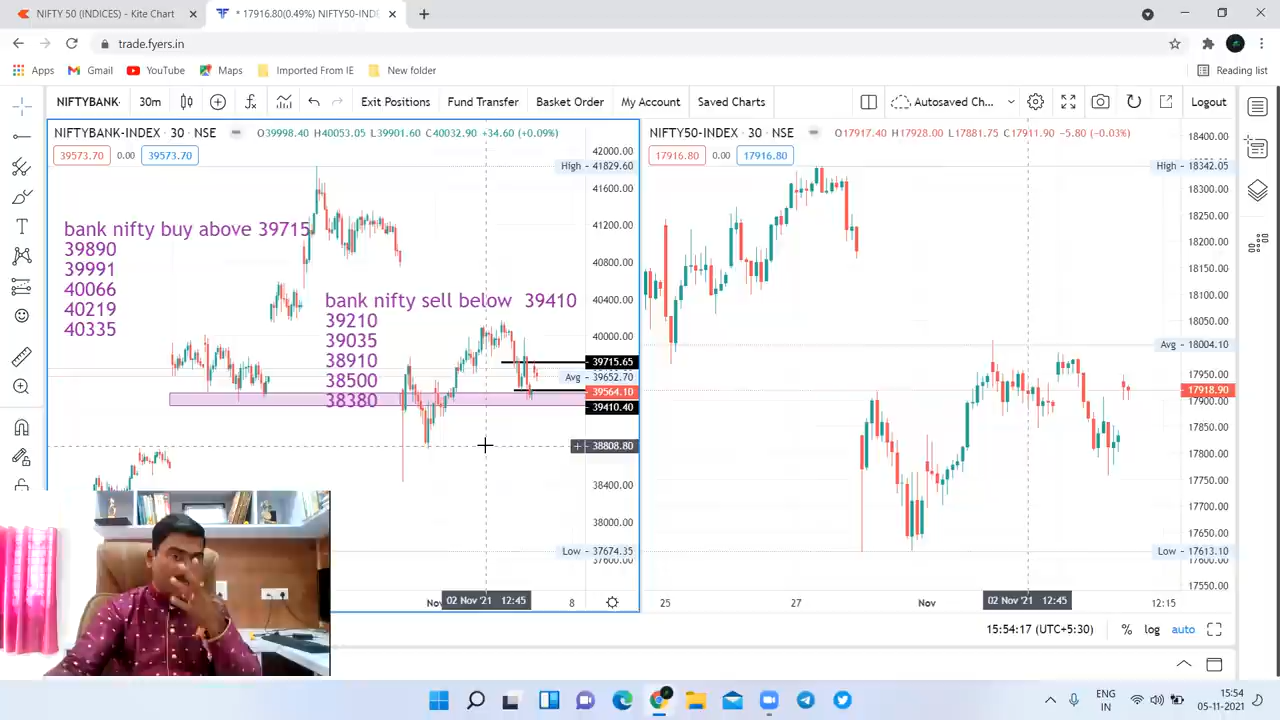 NIFTY 50 (INDICES) - Kite Chart
* 17916.80(0.49%) NIFTY50-INDE
trade.fyers.in
Apps
Gmail
YouTube
Maps
Imported From IE
New folder
Reading list
NIFTYBANK-
30m
Exit Positions
Fund Transfer
Basket Order
My Account
Saved Charts
Autosaved Ch...
Logout
NIFTYBANK-INDEX · 30 · NSE
O39998.40 H40053.05 L39901.60 C40032.90 +34.60 (+0.09%)
39573.70 0.00 39573.70
42000.00
High 41829.60
41600.00
41200.00
40800.00
40400.00
40000.00
39715.65
Avg 39652.70
39564.10
39410.40
38808.80
38400.00
38000.00
Low 37674.35
37600.00
bank nifty buy above 39715
39890
39991
40066
40219
40335
bank nifty sell below 39410
39210
39035
38910
38500
38380
Nov
02 Nov '21 12:45
8
NIFTY50-INDEX · 30 · NSE
O17917.40 H17928.00 L17881.75 C17911.90 -5.80 (-0.03%)
17916.80 0.00 17916.80
18400.00
High 18342.05
18300.00
18250.00
18200.00
18150.00
18100.00
18050.00
Avg 18004.10
17950.00
17918.90
17900.00
17850.00
17800.00
17750.00
17700.00
17650.00
Low 17613.10
17600.00
17550.00
25
27
Nov
02 Nov '21 12:45
12:15
15:54:17 (UTC+5:30)
%
log
auto
ENG
IN
15:54
05-11-2021